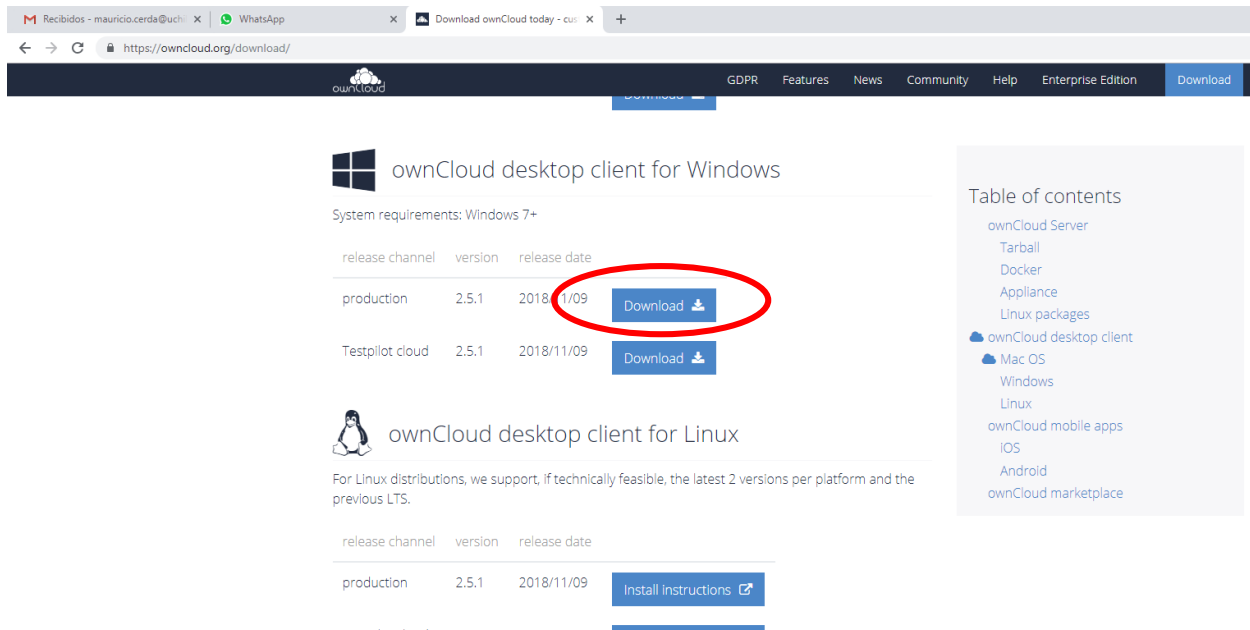 Recibidos - mauricio.cerda@uch
WhatsApp
Download ownCloud today - cus
https://owncloud.org/download/
ownCloud
GDPR Features News Community Help Enterprise Edition Download
Download
ownCloud desktop client for Windows
System requirements: Windows 7+
release channel version release date
production 2.5.1 2018/11/09 Download
Testpilot cloud 2.5.1 2018/11/09 Download
ownCloud desktop client for Linux
For Linux distributions, we support, if technically feasible, the latest 2 versions per platform and the
previous LTS.
release channel version release date
production 2.5.1 2018/11/09 Install instructions
Table of contents
ownCloud Server
Tarball
Docker
Appliance
Linux packages
ownCloud desktop client
Mac OS
Windows
Linux
ownCloud mobile apps
iOS
Android
ownCloud marketplace